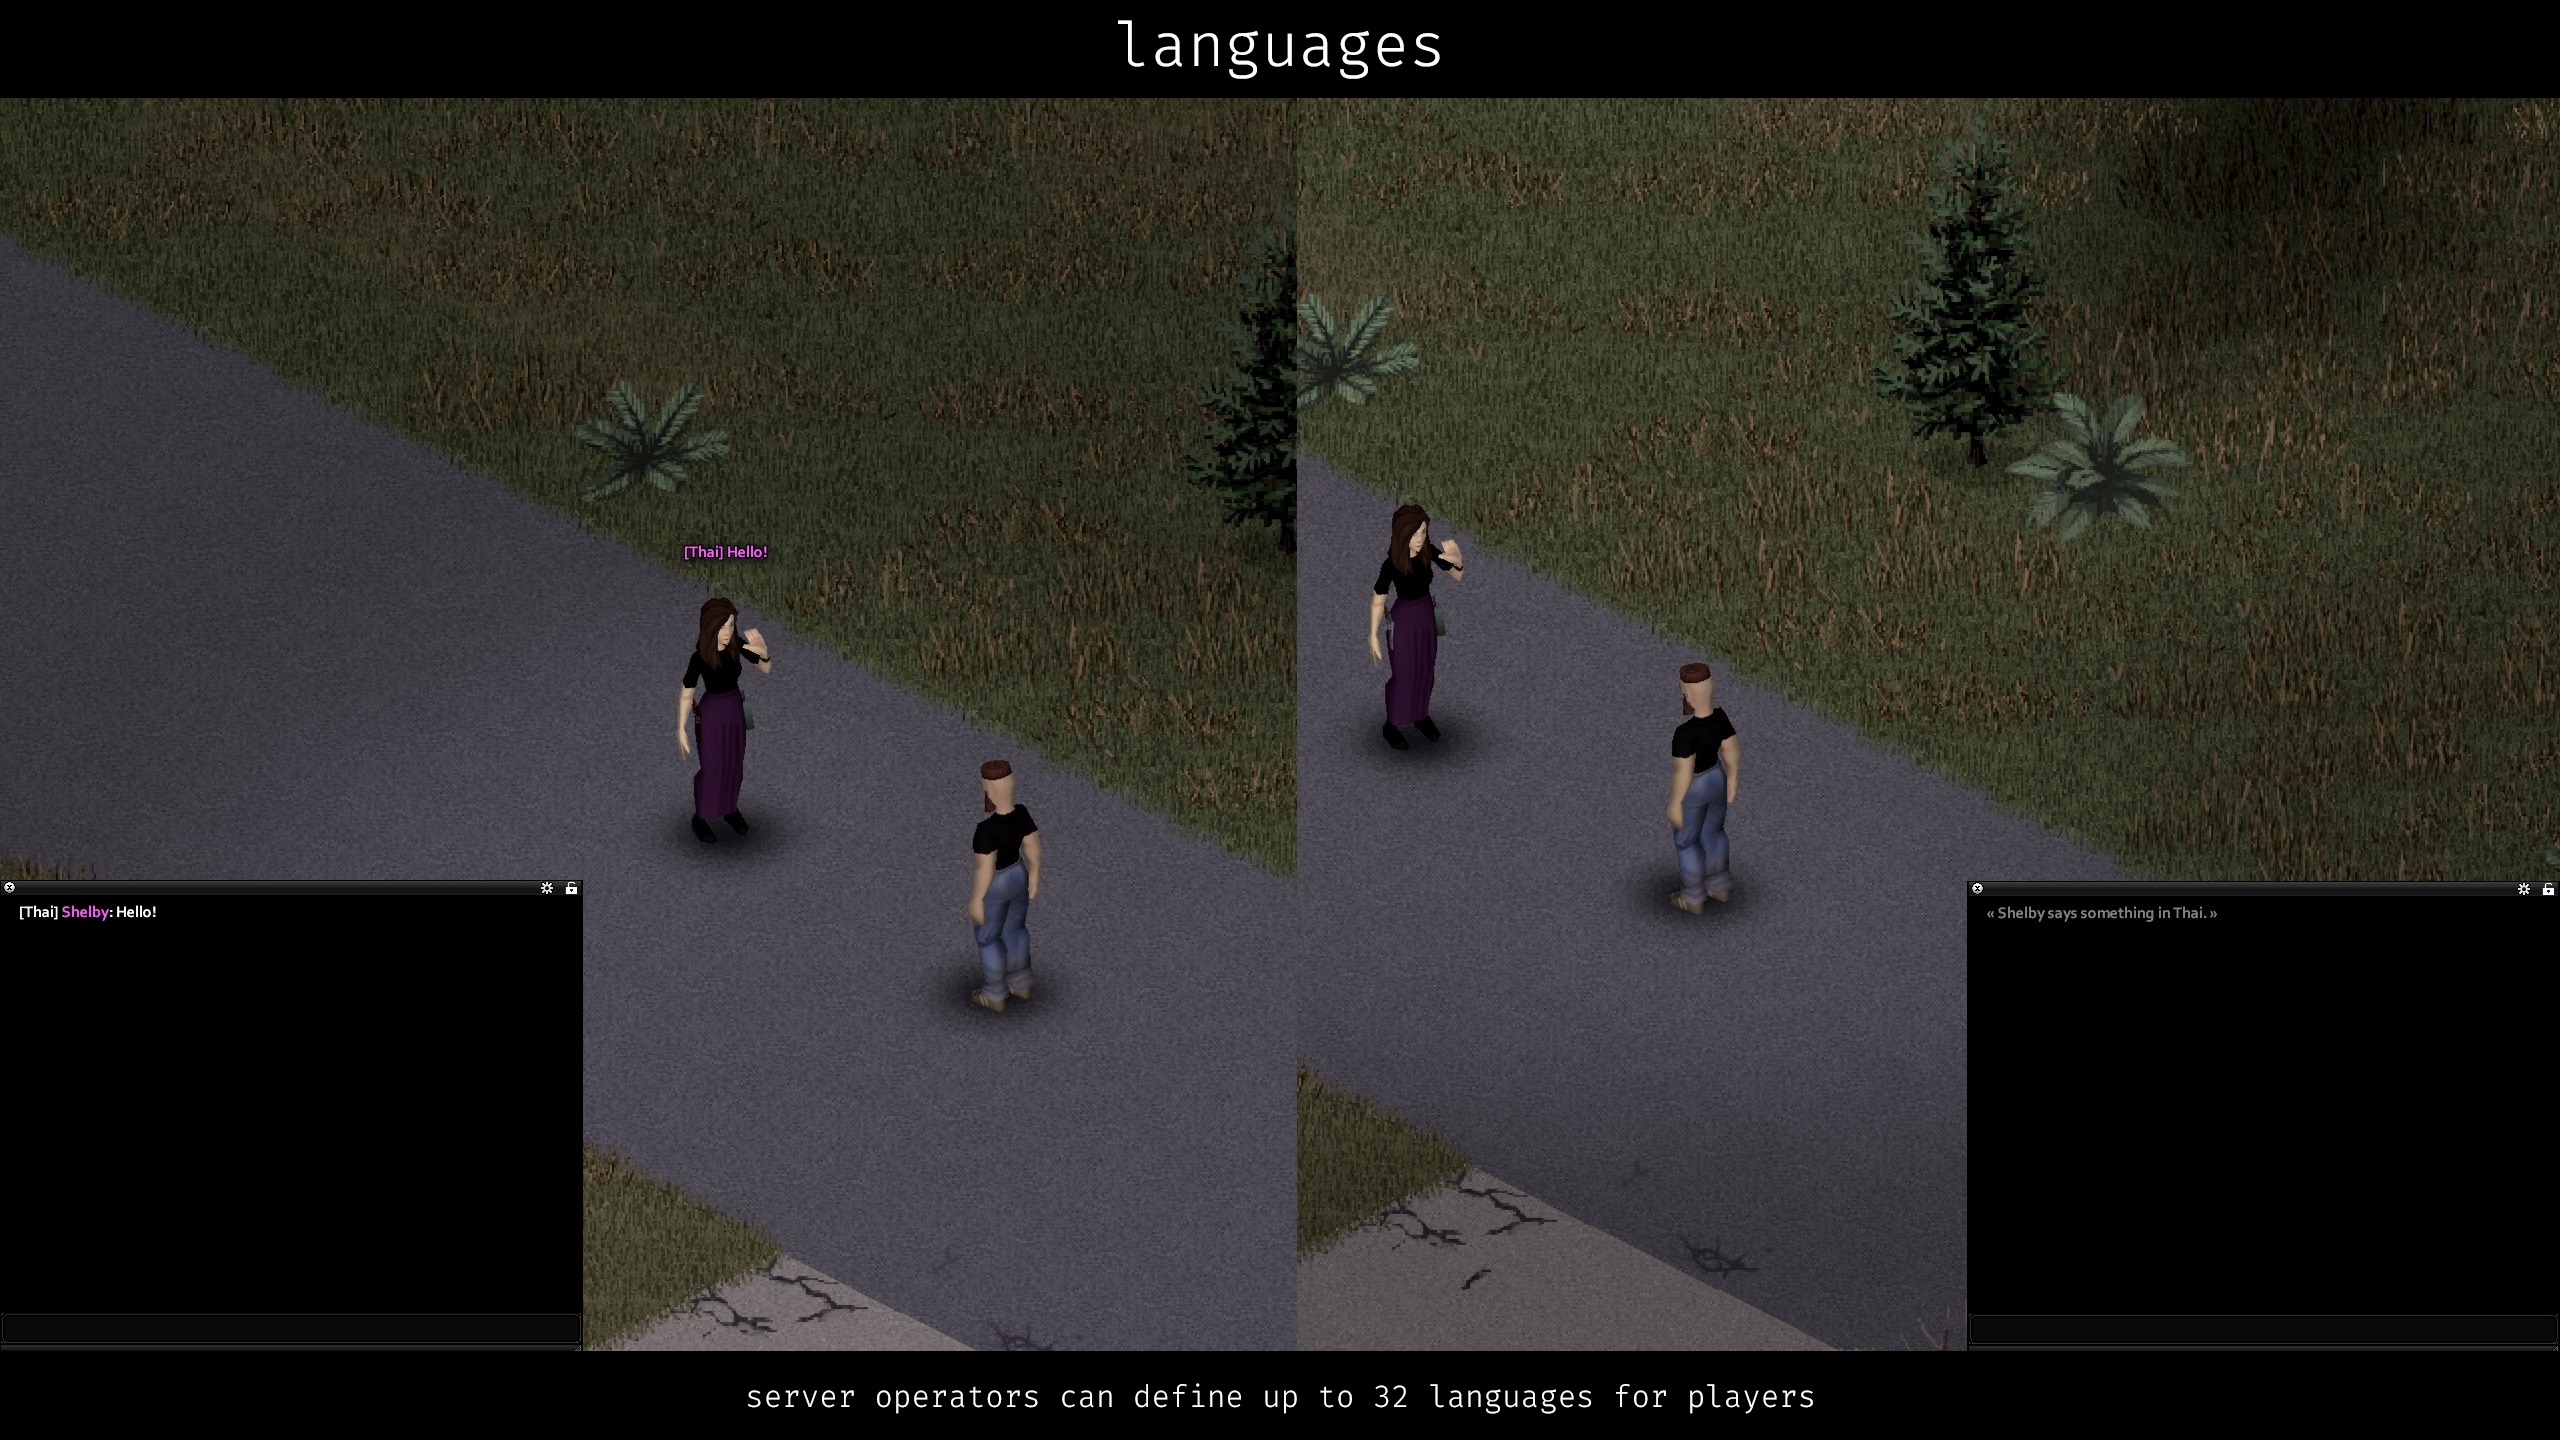 languages
[Thai] Hello!
[Thai] Shelby: Hello!
« Shelby says something in Thai. »
server operators can define up to 32 languages for players